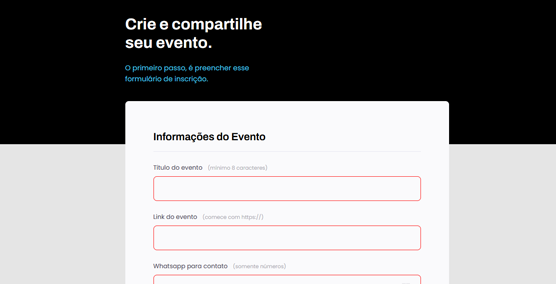 Crie e compartilhe
seu evento.
O primeiro passo, é preencher esse
formulário de inscrição.
Informações do Evento
Título do evento (mínimo 8 caracteres)
Link do evento (comece com https://)
Whatsapp para contato (somente números)